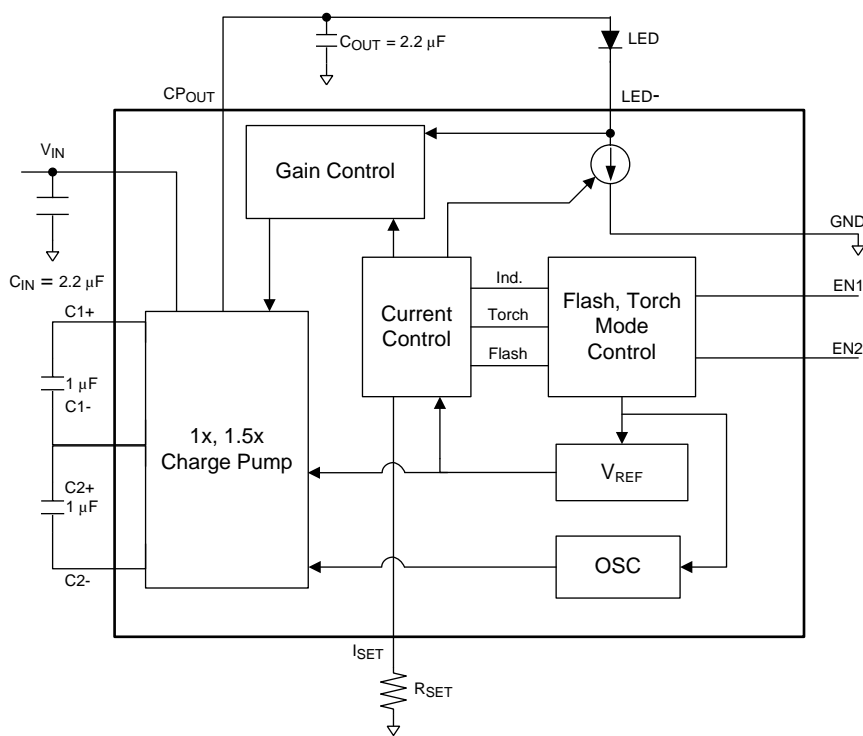 C_OUT = 2.2 μF
LED
CP_OUT
LED-
V_IN
Gain Control
GND
C_IN = 2.2 μF
Ind.
EN1
C1+
Current
Control
Torch
Flash, Torch
Mode
Control
Flash
EN2
1 μF
C1-
1x, 1.5x
Charge Pump
V_REF
C2+
1 μF
OSC
C2-
I_SET
R_SET